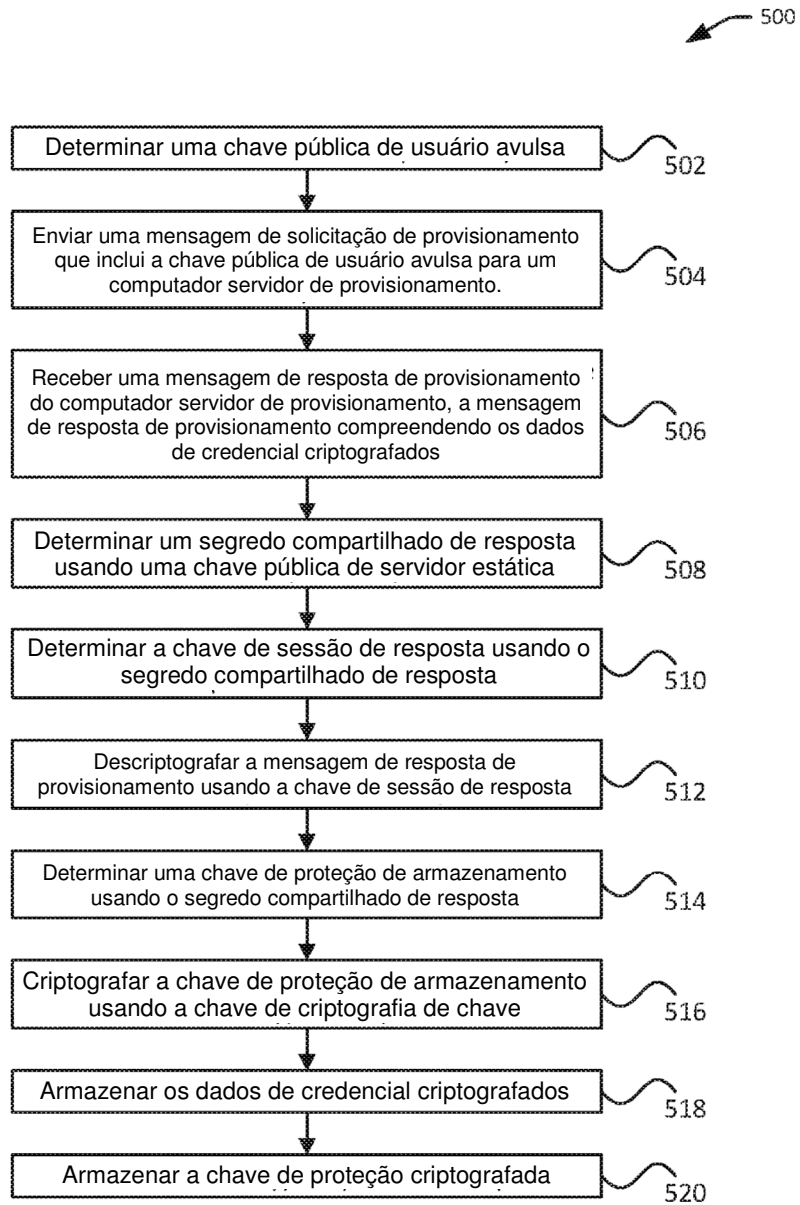 500
Determinar uma chave pública de usuário avulsa
502
Enviar uma mensagem de solicitação de provisionamento
que inclui a chave pública de usuário avulsa para um
computador servidor de provisionamento.
504
Receber uma mensagem de resposta de provisionamento
do computador servidor de provisionamento, a mensagem
de resposta de provisionamento compreendendo os dados
de credencial criptografados
506
Determinar um segredo compartilhado de resposta
usando uma chave pública de servidor estática
508
Determinar a chave de sessão de resposta usando o
segredo compartilhado de resposta
510
Descriptografar a mensagem de resposta de
provisionamento usando a chave de sessão de resposta
512
Determinar uma chave de proteção de armazenamento
usando o segredo compartilhado de resposta
514
Criptografar a chave de proteção de armazenamento
usando a chave de criptografia de chave
516
Armazenar os dados de credencial criptografados
518
Armazenar a chave de proteção criptografada
520